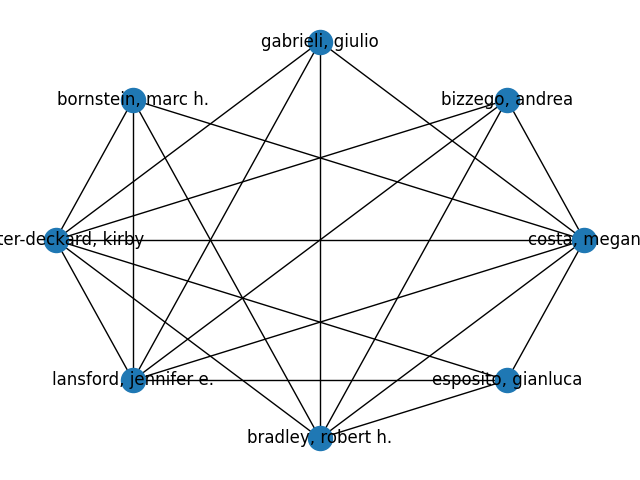 gabrieli, giulio
bornstein, marc h.
bizzego, andrea
ter-deckard, kirby
costa, megan
lansford, jennifer e.
esposito, gianluca
bradley, robert h.